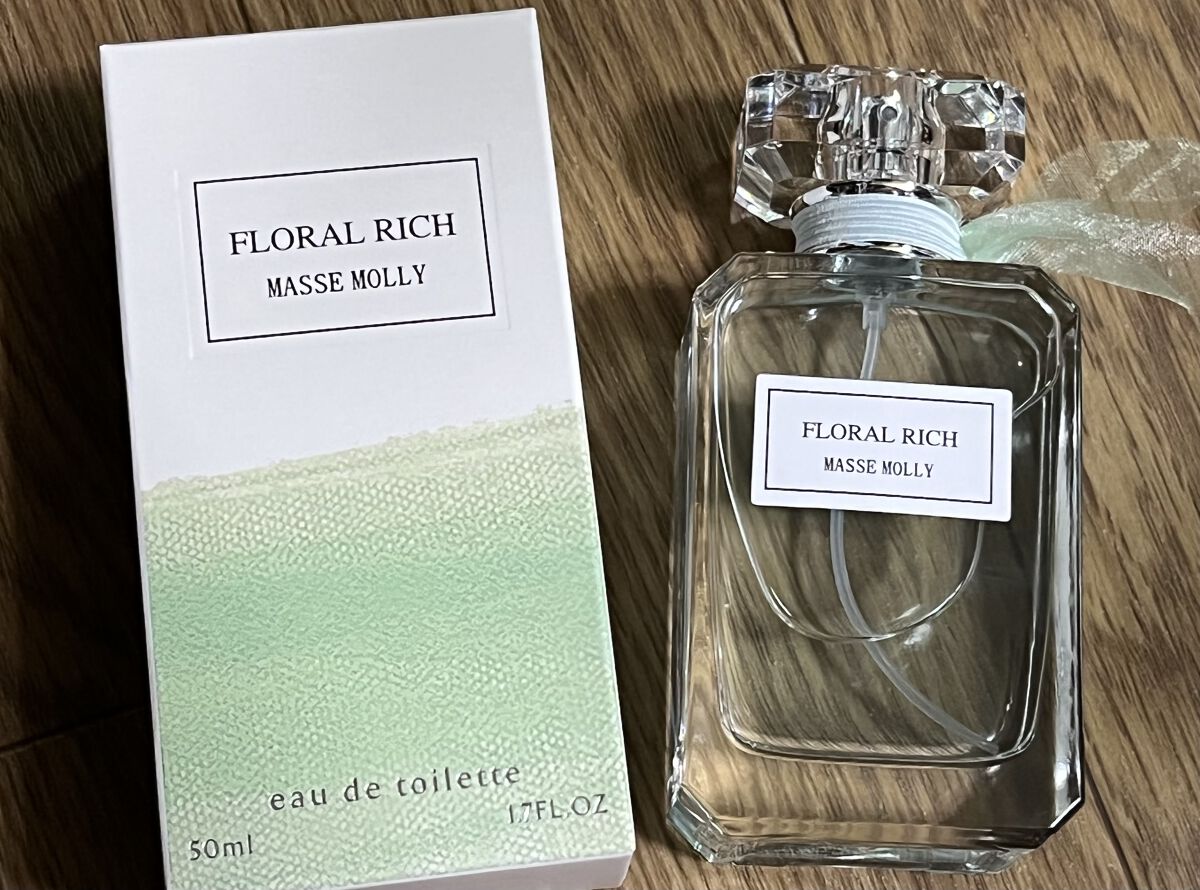 FLORAL RICH
MASSE MOLLY
eau de toilette
50ml
1.7FL.OZ
FLORAL RICH
MASSE MOLLY